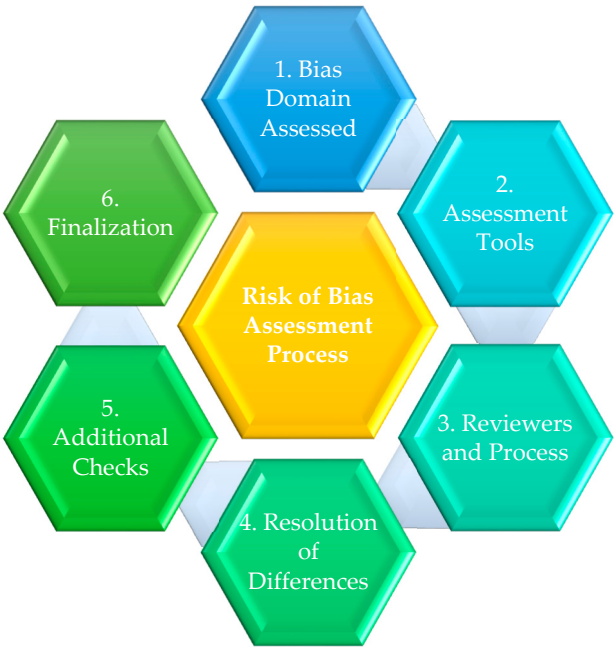 1. Bias
Domain
Assessed
2.
Assessment
Tools
3. Reviewers
and Process
4. Resolution
of
Differences
5.
Additional
Checks
6.
Finalization
Risk of Bias
Assessment
Process